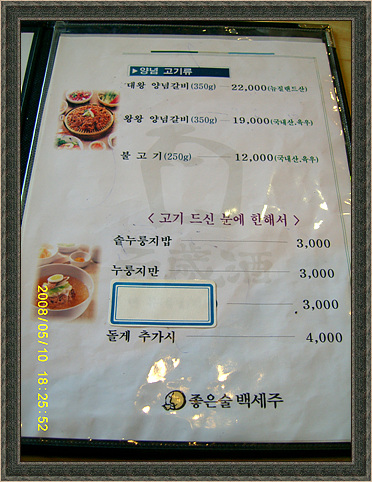 ▶양념 고기류
대왕 양념갈비(350g) 22,000(뉴질랜드산)
왕왕 양념갈비(350g) 19,000(국내산,육우)
불고기(250g) 12,000(국내산,육우)
< 고기 드신 분에 한해서 >
솥누룽지밥 3,000
누룽지만 3,000
3,000
돌게 추가시 4,000
좋은술 백세주
2008/05/10 18:25:52